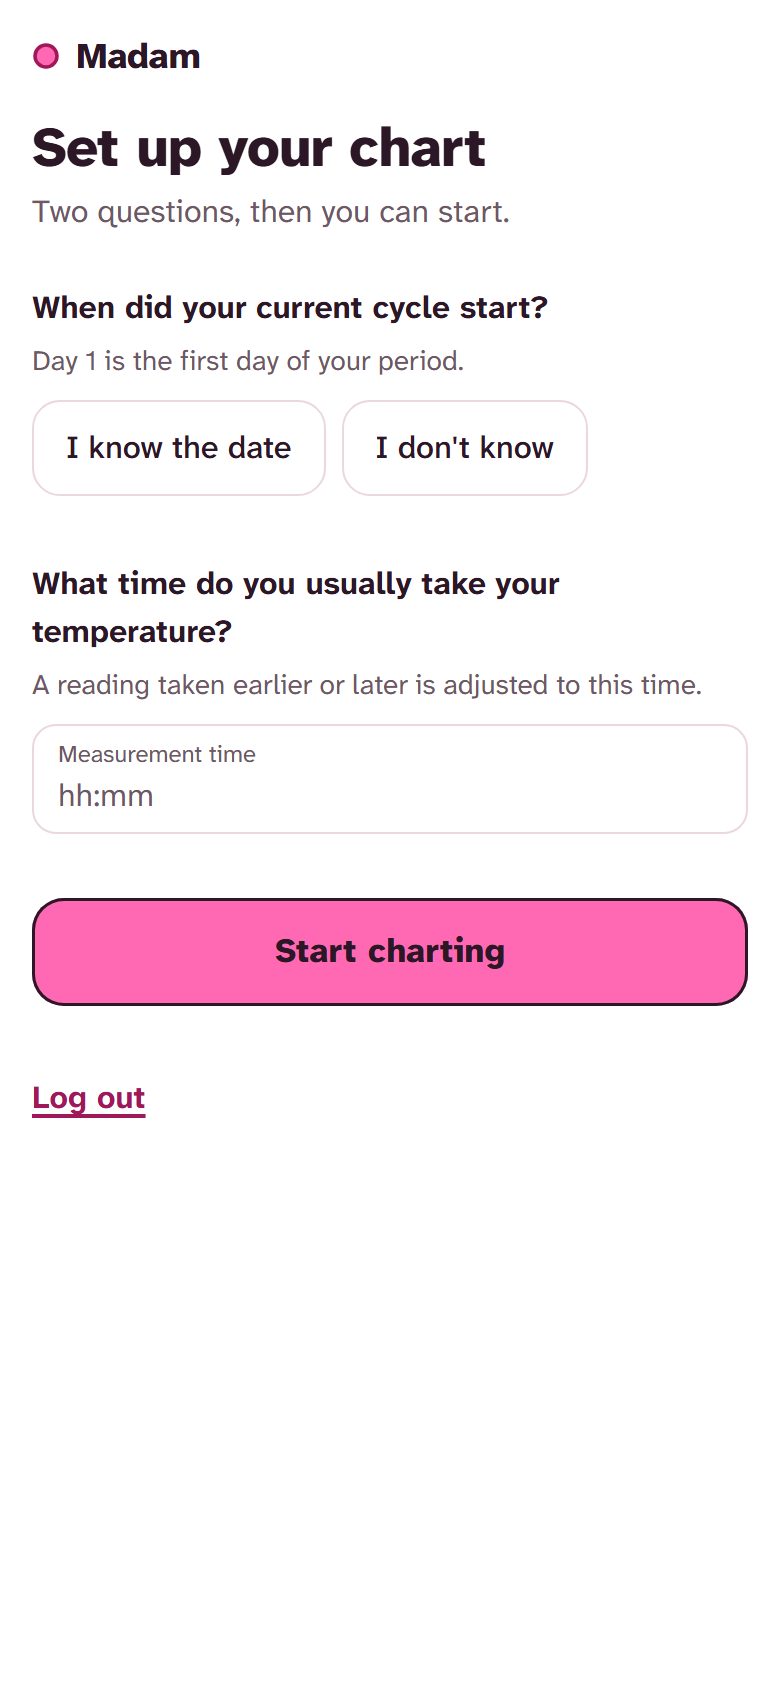 Madam
Set up your chart
Two questions, then you can start.
When did your current cycle start?
Day 1 is the first day of your period.
I know the date
I don't know
What time do you usually take your
temperature?
A reading taken earlier or later is adjusted to this time.
Measurement time
hh:mm
Start charting
Log out